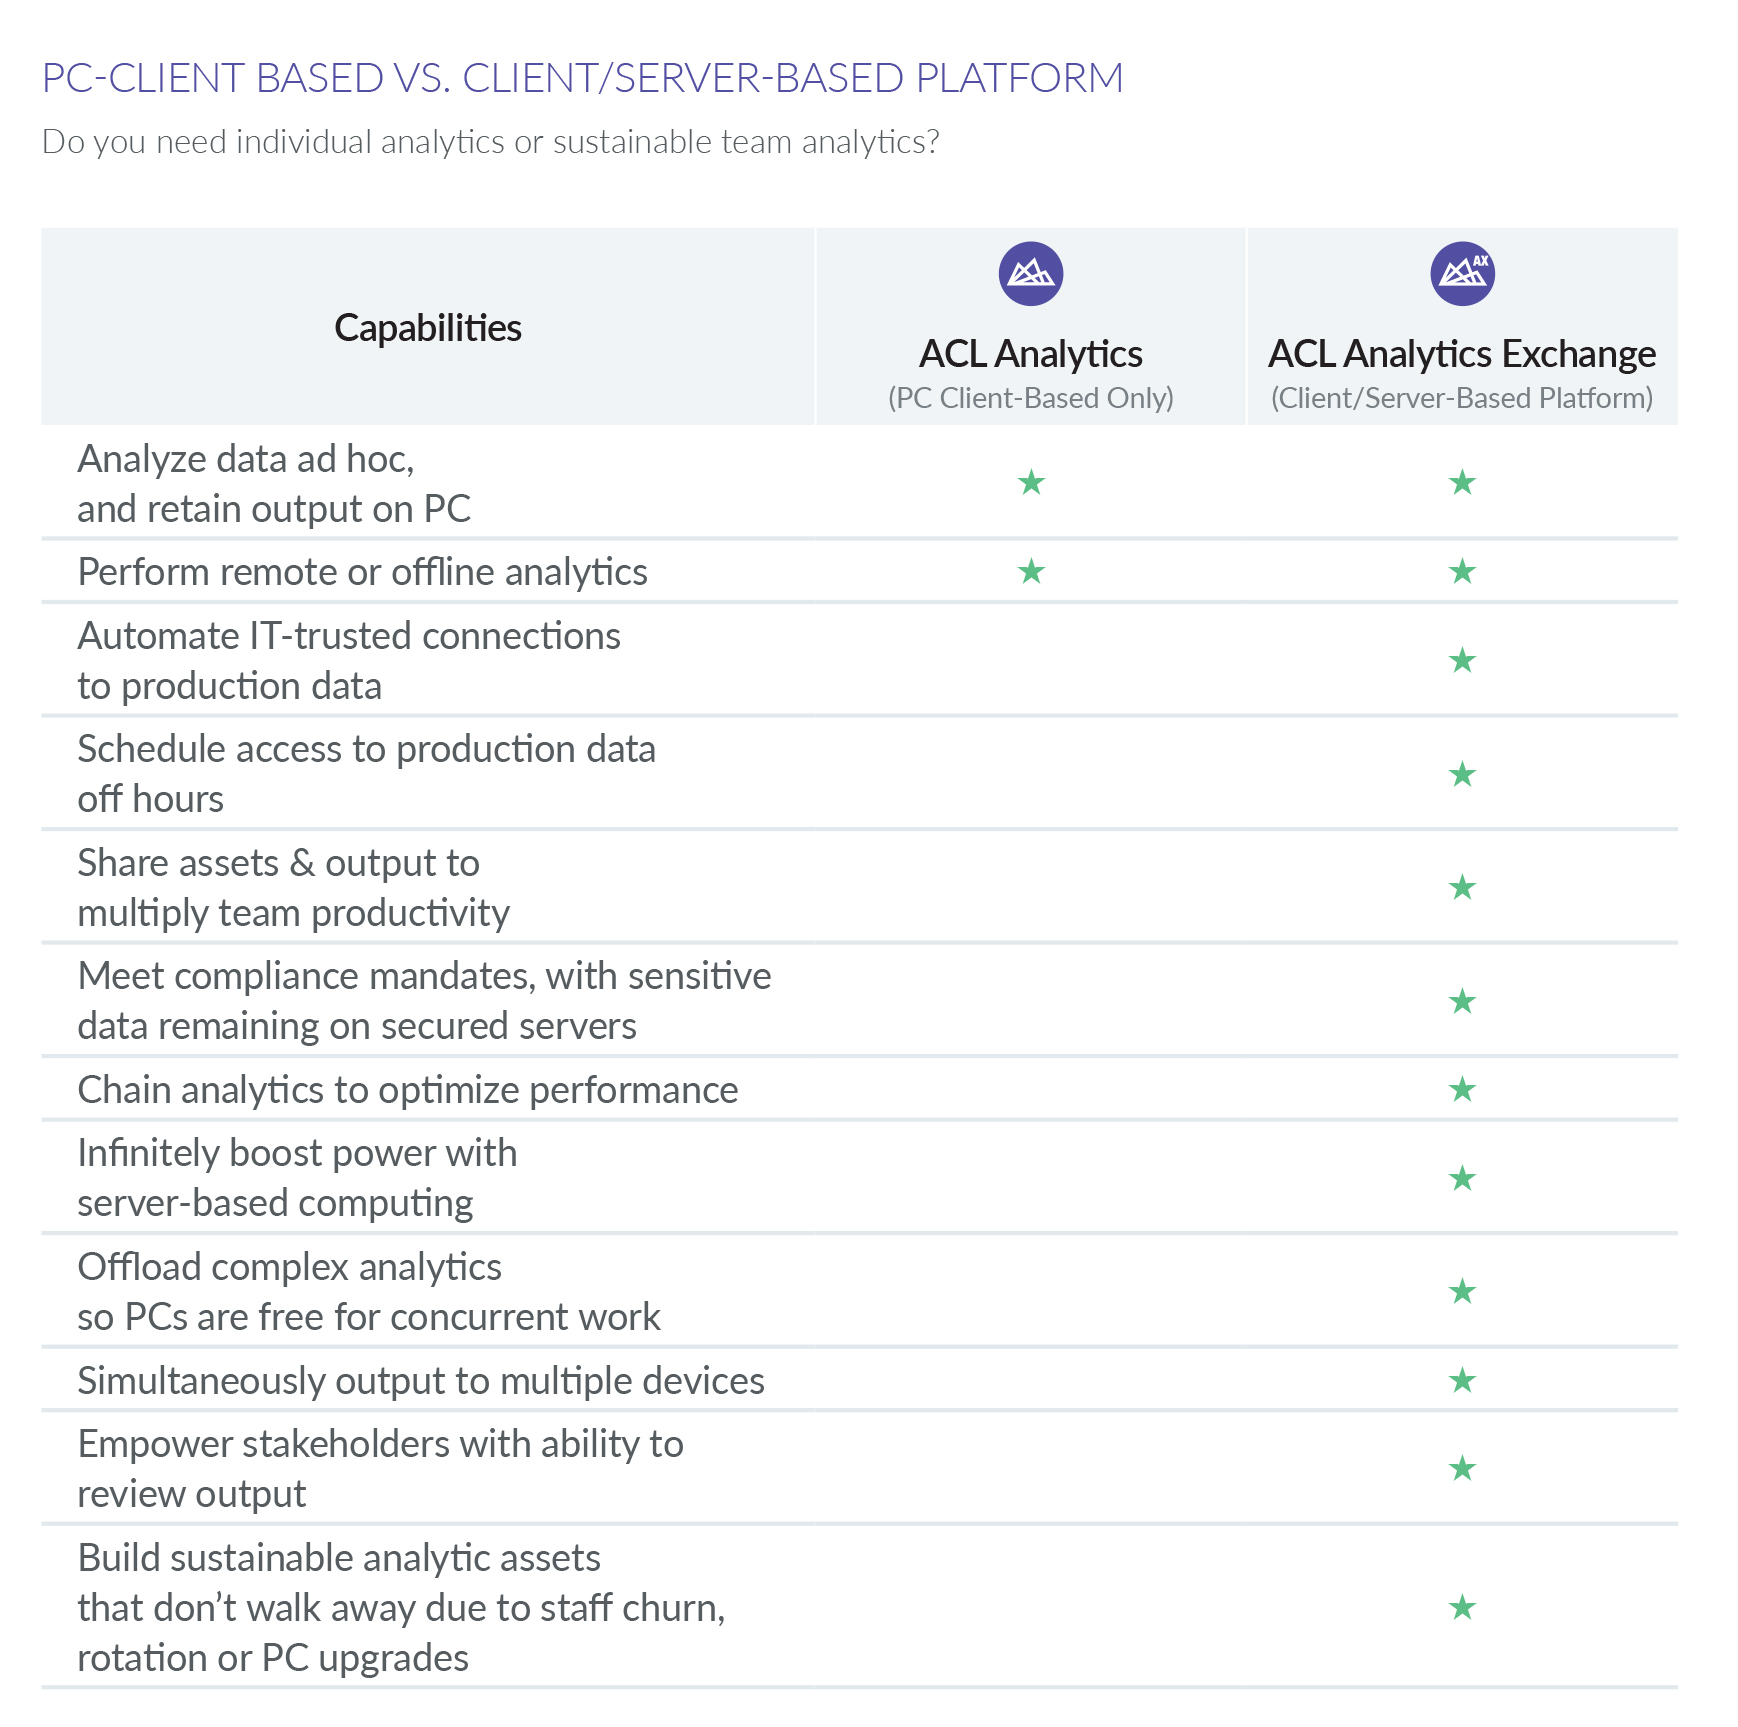 PC-CLIENT BASED VS. CLIENT/SERVER-BASED PLATFORM
Do you need individual analytics or sustainable team analytics?
Capabilities
ACL Analytics
(PC Client-Based Only)
AX
ACL Analytics Exchange
(Client/Server-Based Platform)
Analyze data ad hoc,
and retain output on PC
Perform remote or offline analytics
Automate IT-trusted connections
to production data
Schedule access to production data
off hours
Share assets & output to
multiply team productivity
Meet compliance mandates, with sensitive
data remaining on secured servers
Chain analytics to optimize performance
Infinitely boost power with
server-based computing
Offload complex analytics
so PCs are free for concurrent work
Simultaneously output to multiple devices
Empower stakeholders with ability to
review output
Build sustainable analytic assets
that don’t walk away due to staff churn,
rotation or PC upgrades